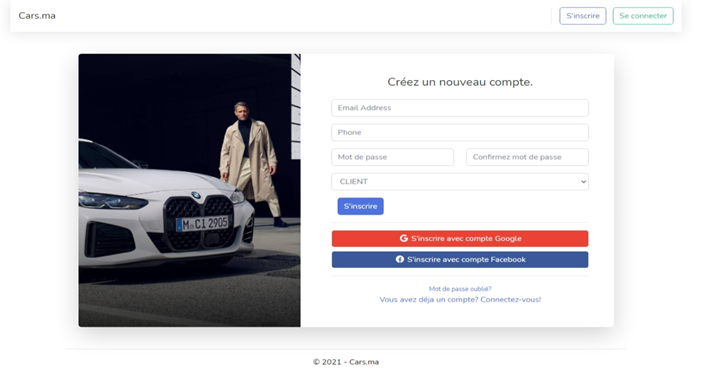 Cars.ma
S'inscrire
Se connecter
Créez un nouveau compte.
Email Address
Phone
Mot de passe
Confirmez mot de passe
CLIENT
S'inscrire
S'inscrire avec compte Google
S'inscrire avec compte Facebook
Mot de passe oublié?
Vous avez déja un compte? Connectez-vous!
M C1 2905
© 2021 - Cars.ma